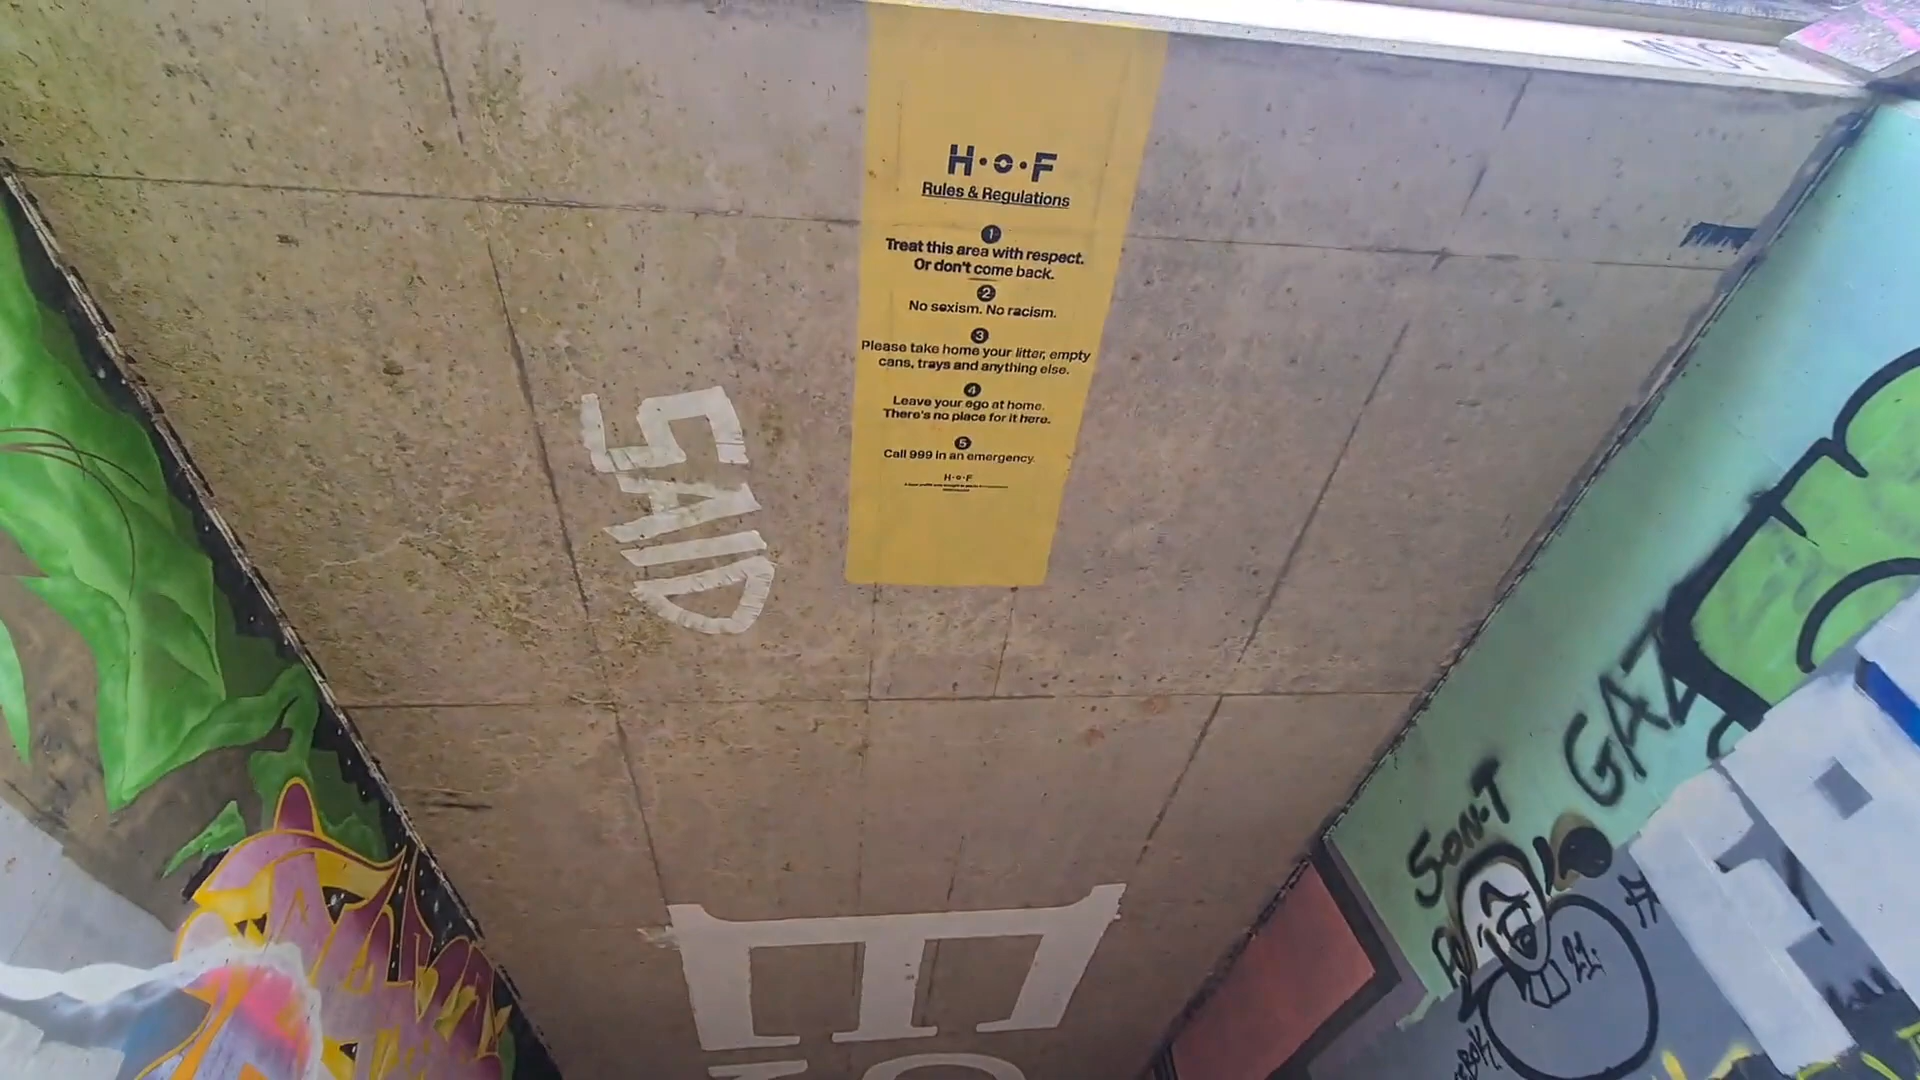 H·O·F
Rules & Regulations
1
Treat this area with respect.
Or don't come back.
2
No sexism. No racism.
3
Please take home your litter, empty
cans, trays and anything else.
4
Leave your ego at home.
There's no place for it here.
5
Call 999 in an emergency.
H·O·F
SAID
E
GAZ
SON·T
21